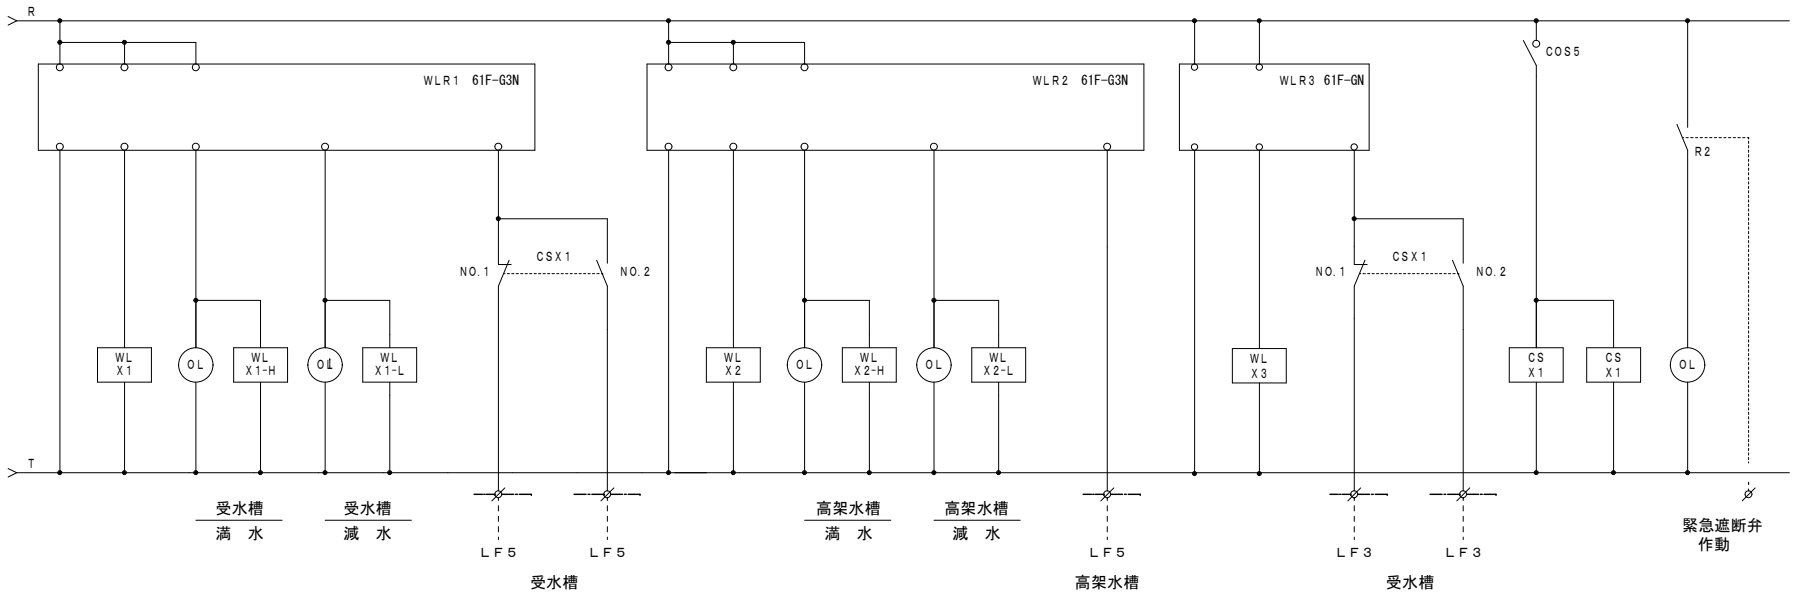 R
COS5
WLR1 61F-G3N
WLR2 61F-G3N
WLR3 61F-GN
R2
NO.1
CSX1
NO.2
NO.1
CSX1
NO.2
WL
X1
OL
WL
X1-H
OL
WL
X1-L
WL
X2
OL
WL
X2-H
OL
WL
X2-L
WL
X3
CS
X1
CS
X1
OL
T
受水槽
満 水
受水槽
減 水
LF5
LF5
受水槽
高架水槽
満 水
高架水槽
減 水
LF5
高架水槽
LF3
LF3
受水槽
緊急遮断弁
作動